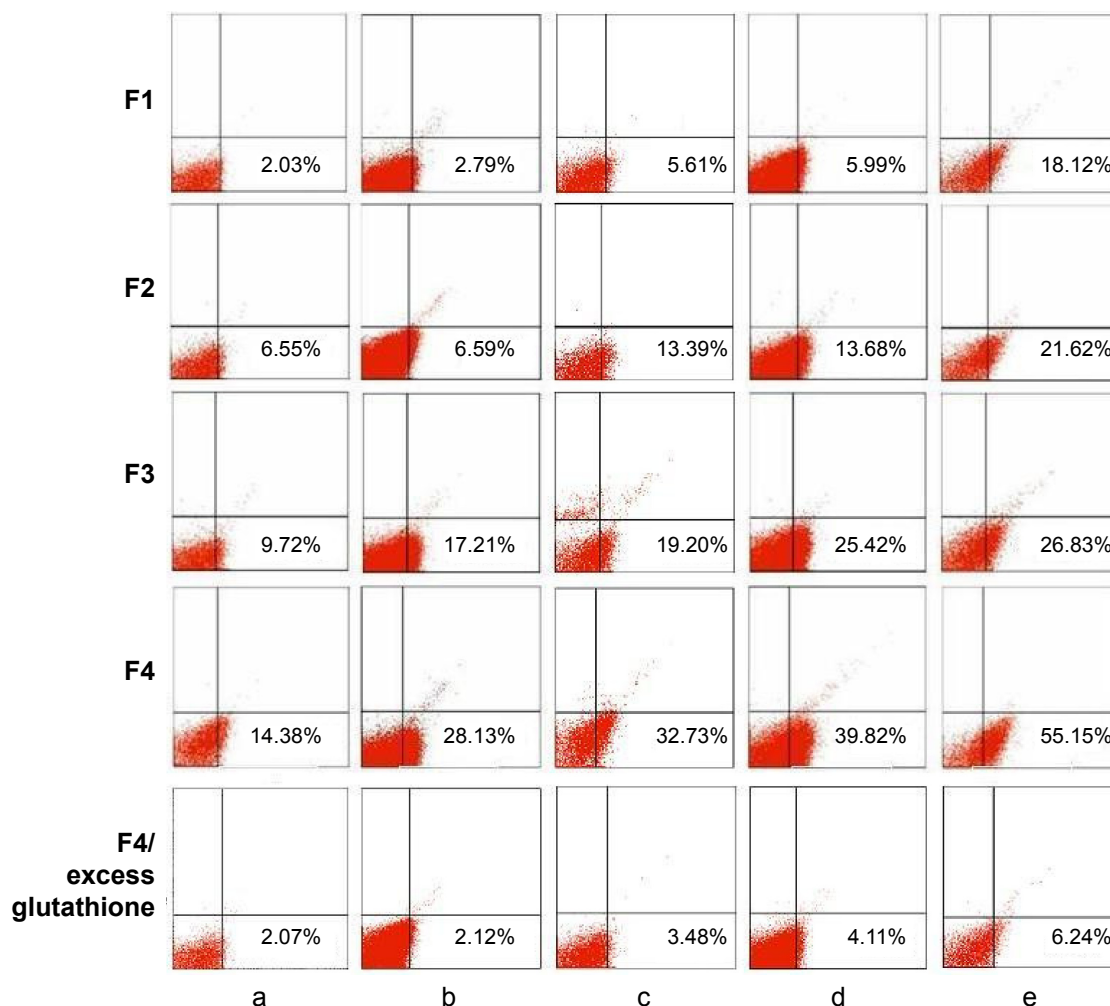 F1
2.03% 2.79% 5.61% 5.99% 18.12%
F2
6.55% 6.59% 13.39% 13.68% 21.62%
F3
9.72% 17.21% 19.20% 25.42% 26.83%
F4
14.38% 28.13% 32.73% 39.82% 55.15%
F4/
excess
glutathione
2.07% 2.12% 3.48% 4.11% 6.24%
a b c d e